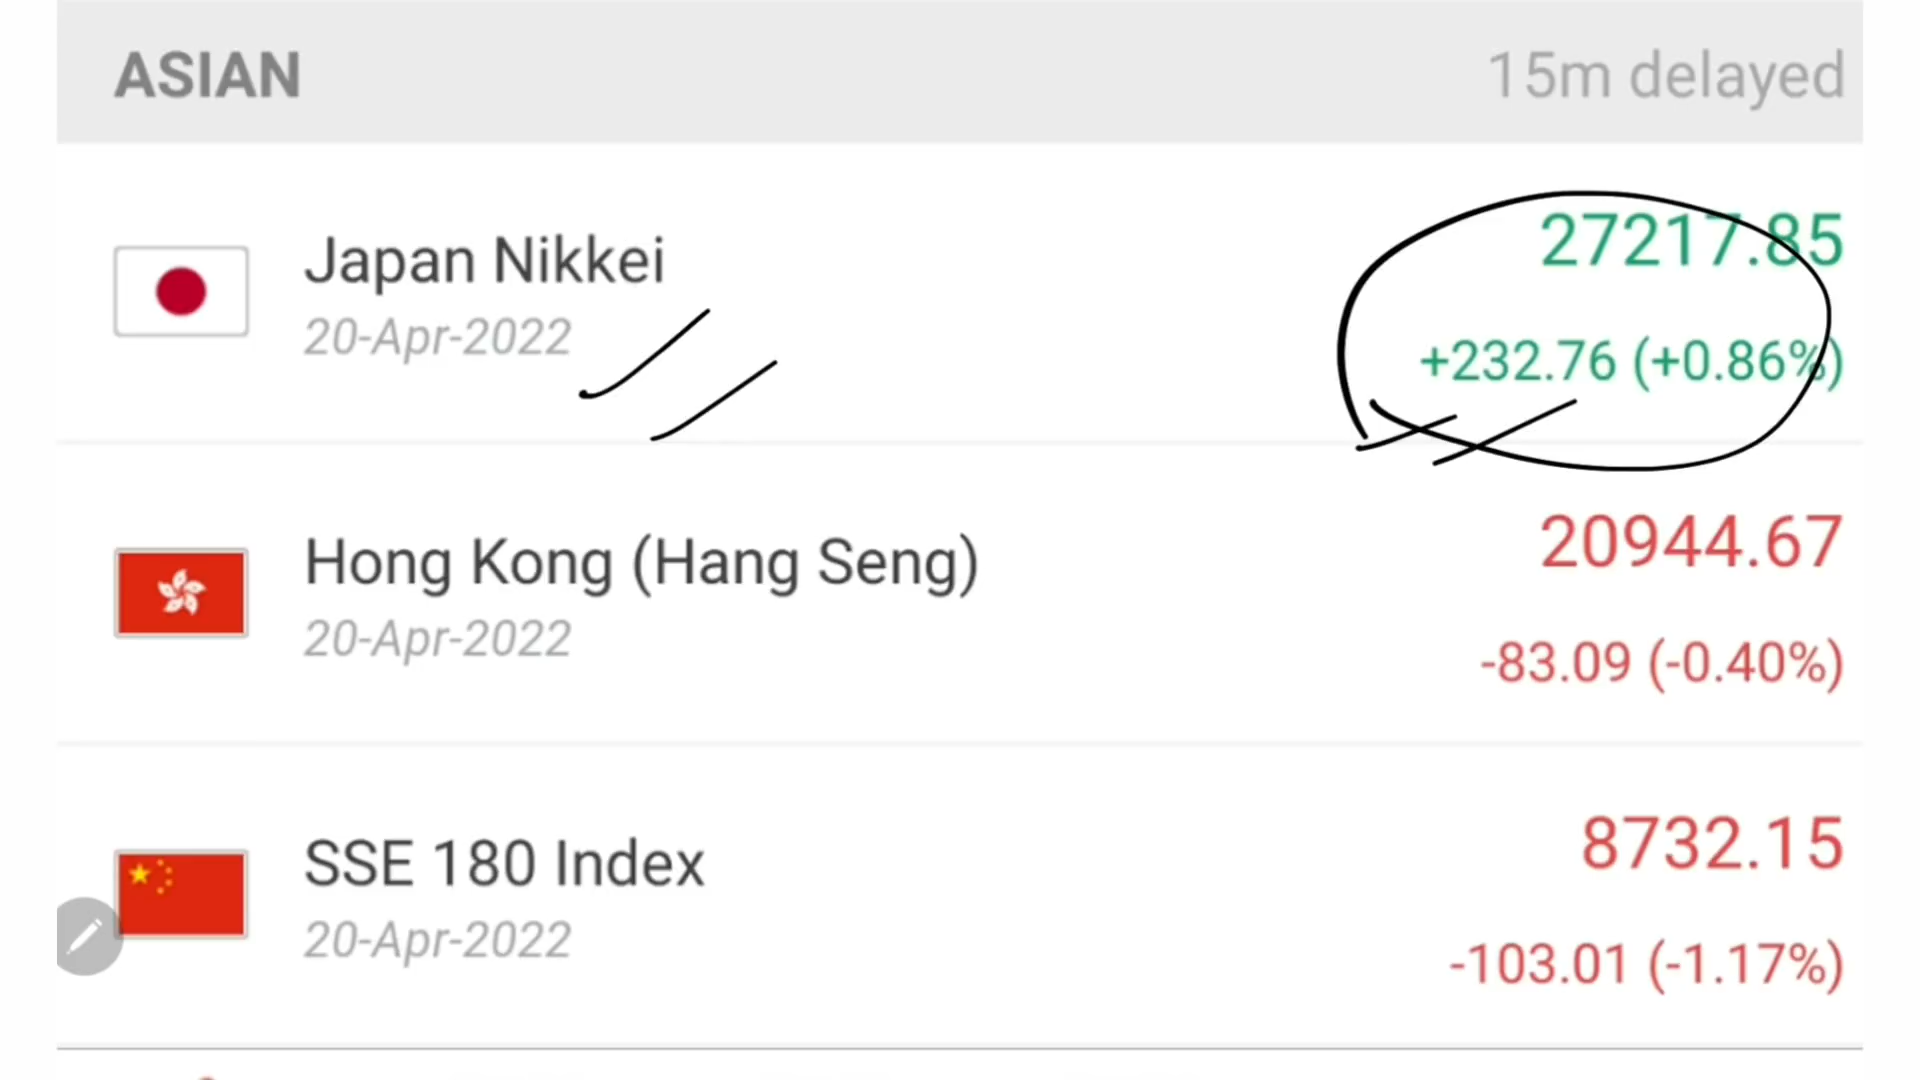 ASIAN
15m delayed
Japan Nikkei
27217.85
20-Apr-2022
+232.76 (+0.86%)
Hong Kong (Hang Seng)
20944.67
20-Apr-2022
-83.09 (-0.40%)
SSE 180 Index
8732.15
20-Apr-2022
-103.01 (-1.17%)